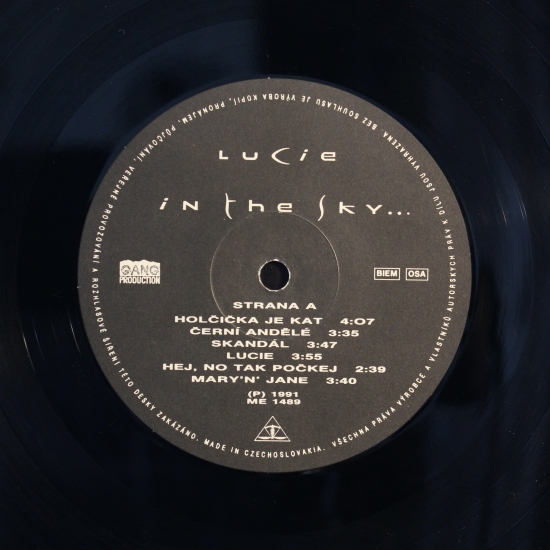 LUCIE
IN THE SKY...
GANG
PRODUCTION
BIEM OSA
STRANA A
HOLČIČKA JE KAT 4:07
ČERNÍ ANDĚLÉ 3:35
SKANDÁL 3:47
LUCIE 3:55
HEJ, NO TAK POČKEJ 2:39
MARY'N' JANE 3:40
(P) 1991
ME 1489
MADE IN CZECHOSLOVAKIA. VŠECHNA PRÁVA VÝROBCE A VLASTNÍKŮ AUTORSKÝCH PRÁV K DÍLU JSOU VYHRAZENA. BEZ SOUHLASU JE VÝROBA KOPIÍ, PRONÁJEM, PŮJČOVÁNÍ, VEŘEJNÉ PROVOZOVÁNÍ A ROZHLASOVÉ ŠÍŘENÍ TÉTO DESKY ZAKÁZÁNO.